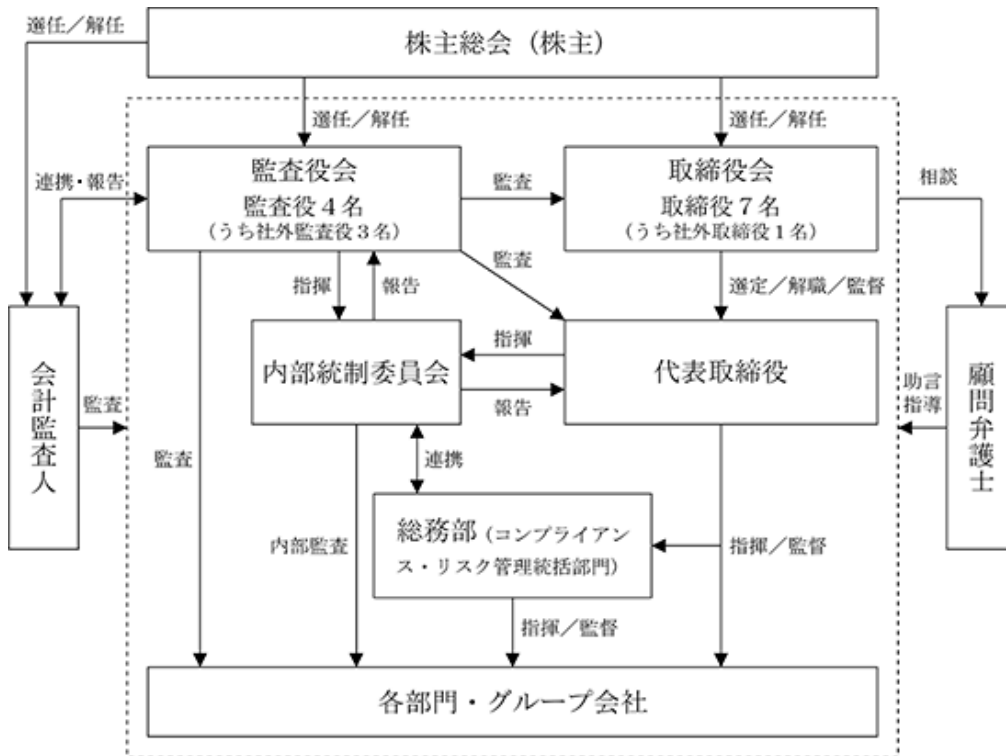 選任／解任
株主総会（株主）
選任／解任
選任／解任
連携・報告
監査役会
監査役４名
（うち社外監査役３名）
監査
取締役会
取締役７名
（うち社外取締役１名）
相談
指揮
報告
監査
選定／解職／監督
会計監査人
監査
内部統制委員会
指揮
報告
代表取締役
助言
指導
顧問弁護士
監査
連携
内部監査
総務部（コンプライアン
ス・リスク管理統括部門）
指揮／監督
指揮／監督
各部門・グループ会社